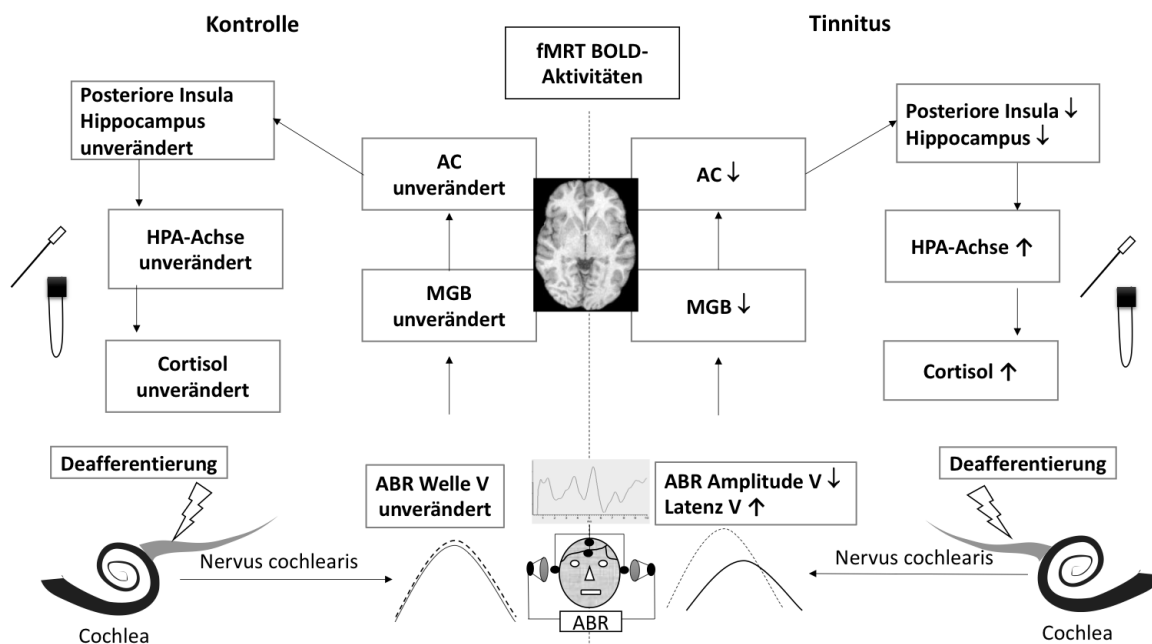 Kontrolle
Tinnitus
fMRT BOLD-
Aktivitäten
Posteriore Insula
Hippocampus
unverändert
AC
unverändert
AC ↓
Posteriore Insula ↓
Hippocampus ↓
HPA-Achse
unverändert
MGB
unverändert
MGB ↓
HPA-Achse ↑
Cortisol
unverändert
Cortisol ↑
Deafferentierung
ABR Welle V
unverändert
ABR Amplitude V ↓
Latenz V ↑
Deafferentierung
Nervus cochlearis
Nervus cochlearis
Cochlea
ABR
Cochlea